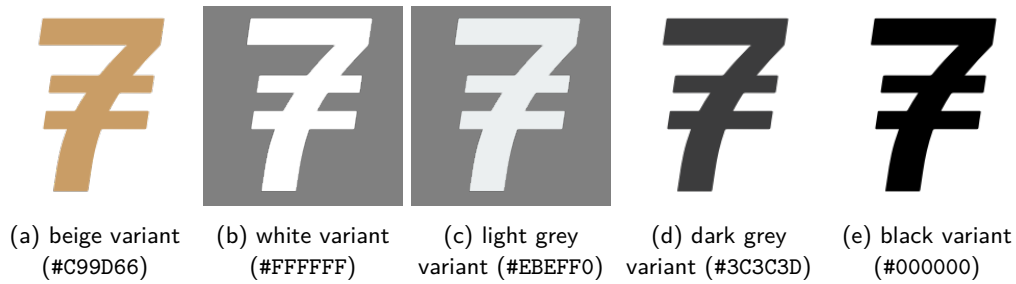 (a) beige variant (#C99D66)
(b) white variant (#FFFFFF)
(c) light grey variant (#EBEFF0)
(d) dark grey variant (#3C3C3D)
(e) black variant (#000000)